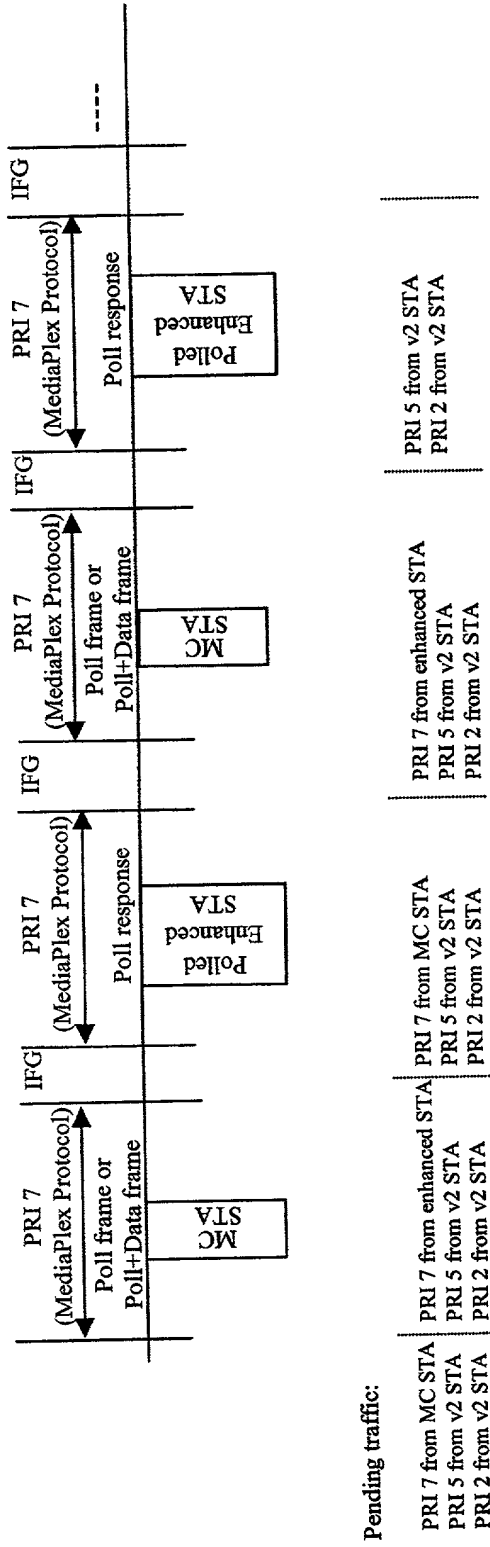 PRI 7
(MediaPlex Protocol)
Poll frame or
Poll+Data frame
MC
STA
IFG
PRI 7
(MediaPlex Protocol)
Poll response
Polled
Enhanced
STA
IFG
PRI 7
(MediaPlex Protocol)
Poll frame or
Poll+Data frame
MC
STA
IFG
PRI 7
(MediaPlex Protocol)
Poll response
Polled
Enhanced
STA
IFG
----
Pending traffic:
PRI 7 from MC STA
PRI 5 from v2 STA
PRI 2 from v2 STA
PRI 7 from enhanced STA
PRI 5 from v2 STA
PRI 2 from v2 STA
PRI 7 from MC STA
PRI 5 from v2 STA
PRI 2 from v2 STA
PRI 7 from enhanced STA
PRI 5 from v2 STA
PRI 2 from v2 STA
PRI 5 from v2 STA
PRI 2 from v2 STA